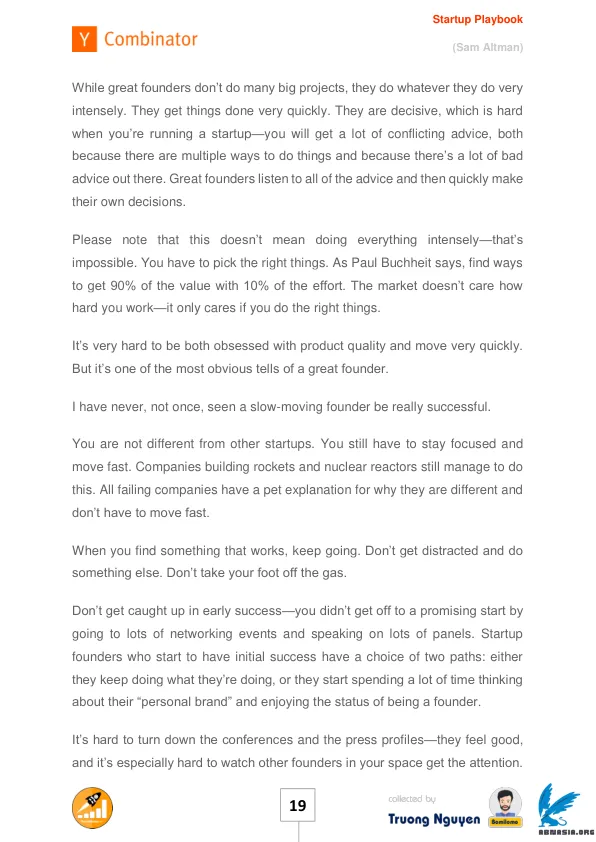 Startup Playbook
Y Combinator
(Sam Altman)
While great founders don’t do many big projects, they do whatever they do very
intensely. They get things done very quickly. They are decisive, which is hard
when you’re running a startup—you will get a lot of conflicting advice, both
because there are multiple ways to do things and because there’s a lot of bad
advice out there. Great founders listen to all of the advice and then quickly make
their own decisions.
Please note that this doesn’t mean doing everything intensely—that’s
impossible. You have to pick the right things. As Paul Buchheit says, find ways
to get 90% of the value with 10% of the effort. The market doesn’t care how
hard you work—it only cares if you do the right things.
It’s very hard to be both obsessed with product quality and move very quickly.
But it’s one of the most obvious tells of a great founder.
I have never, not once, seen a slow-moving founder be really successful.
You are not different from other startups. You still have to stay focused and
move fast. Companies building rockets and nuclear reactors still manage to do
this. All failing companies have a pet explanation for why they are different and
don’t have to move fast.
When you find something that works, keep going. Don’t get distracted and do
something else. Don’t take your foot off the gas.
Don’t get caught up in early success—you didn’t get off to a promising start by
going to lots of networking events and speaking on lots of panels. Startup
founders who start to have initial success have a choice of two paths: either
they keep doing what they’re doing, or they start spending a lot of time thinking
about their “personal brand” and enjoying the status of being a founder.
It’s hard to turn down the conferences and the press profiles—they feel good,
and it’s especially hard to watch other founders in your space get the attention.
19
collected by
Truong Nguyen
Somilama
ABNASIA.ORG